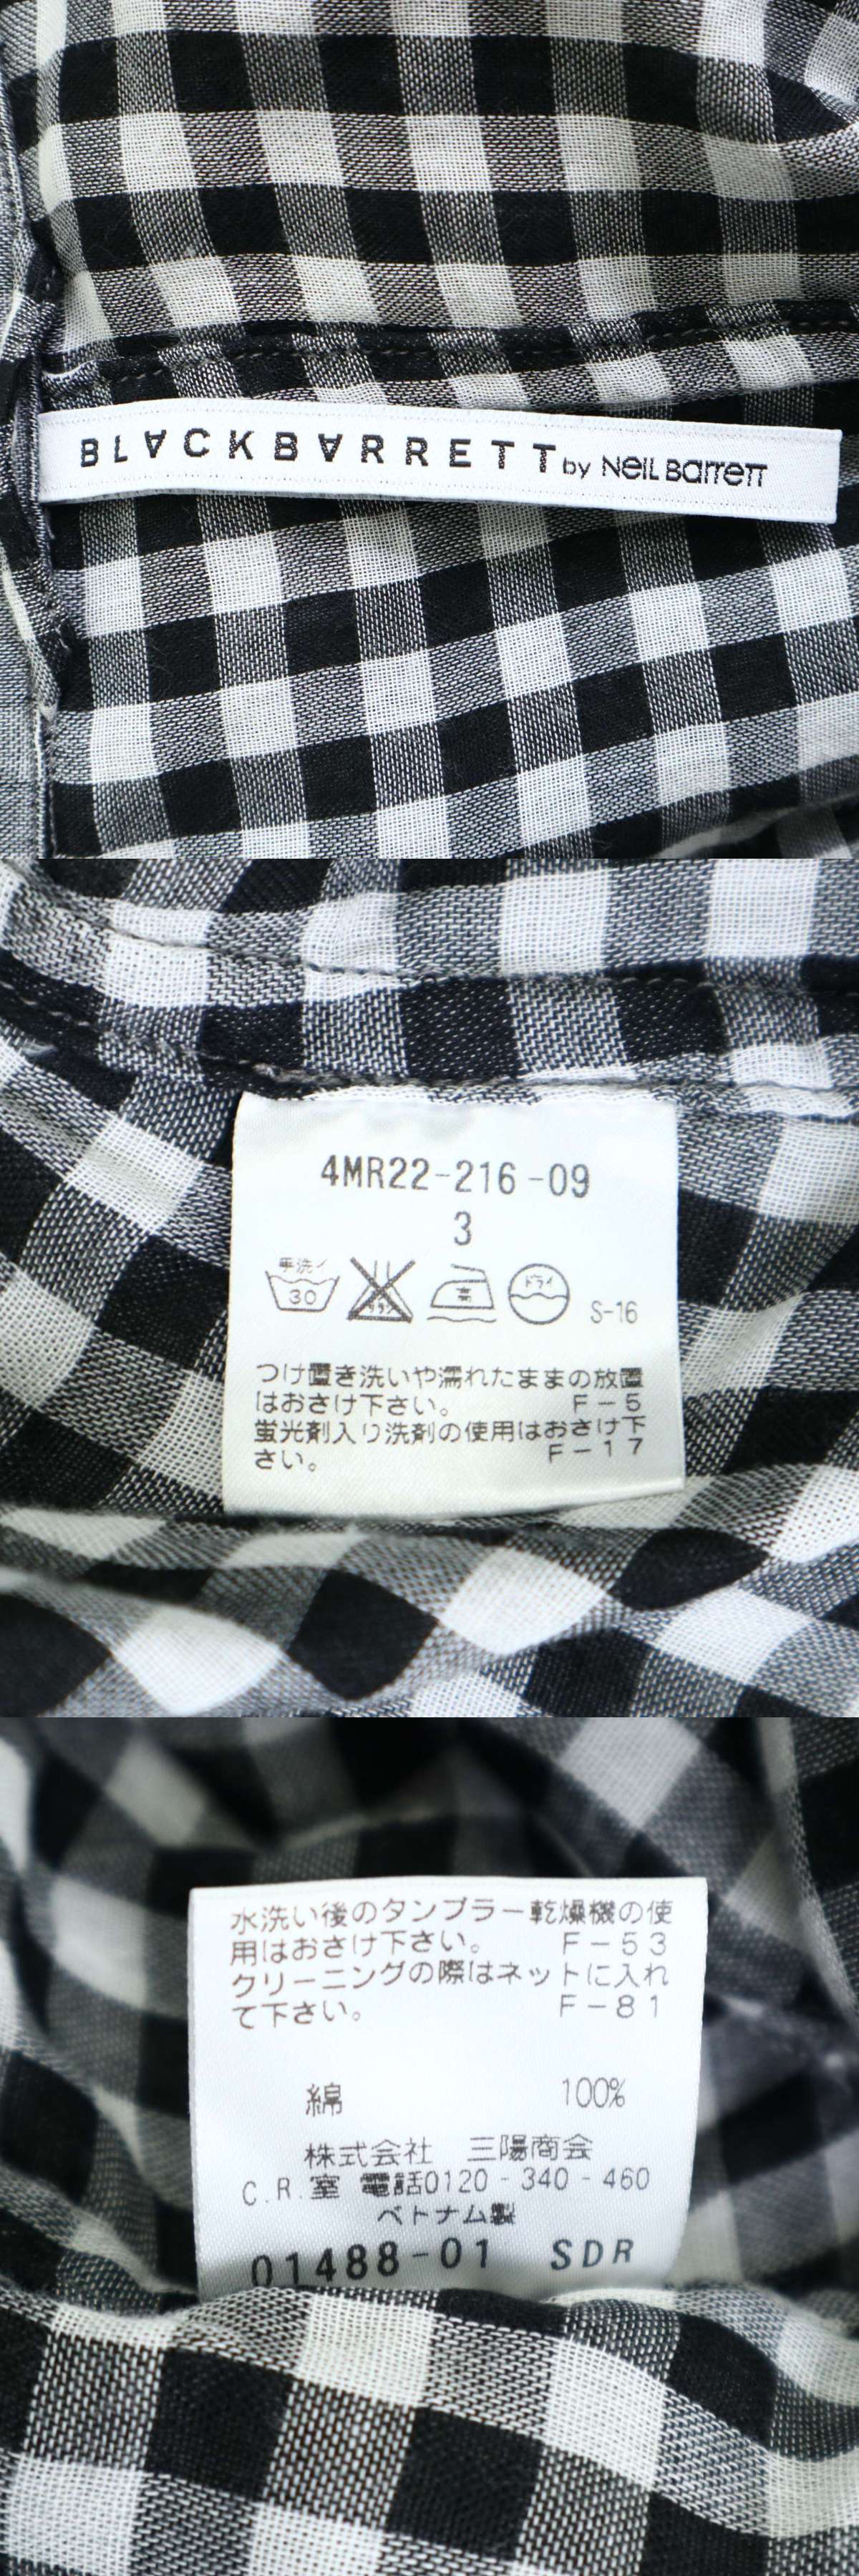 BLACKBARRETT by NeiL BarreTT
4MR22-216-09
3
手洗イ
30
高
ドライ
S-16
つけ置き洗いや濡れたままの放置
はおさけ下さい。 F-5
蛍光剤入り洗剤の使用はおさけ下
さい。 F-17
水洗い後のタンブラー乾燥機の使
用はおさけ下さい。 F-53
クリーニングの際はネットに入れ
て下さい。 F-81
綿 100%
株式会社 三陽商会
C.R.室 電話0120-340-460
ベトナム製
01488-01 SDR